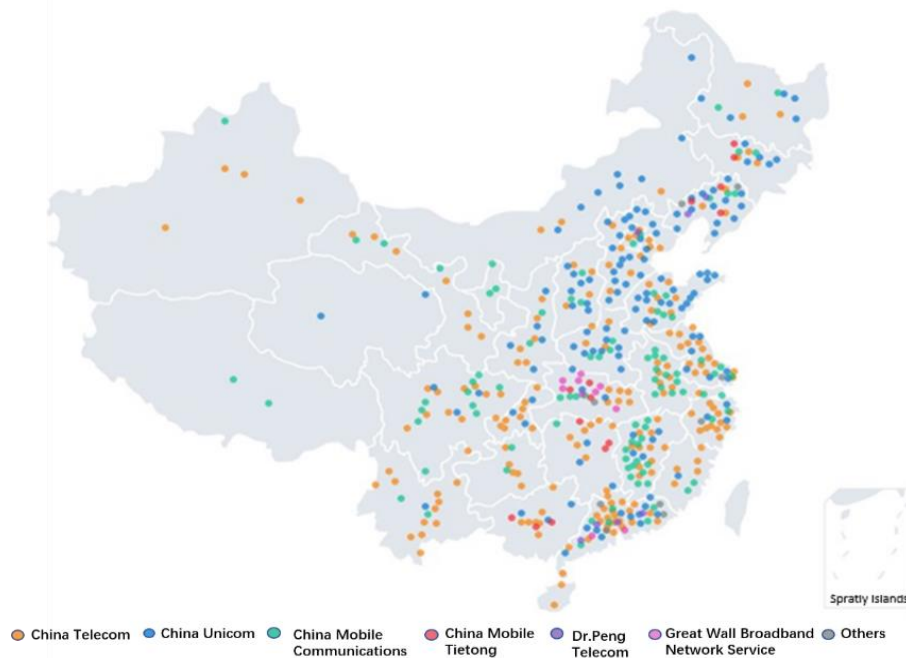 Spratly Islands
China Telecom
China Unicom
China Mobile
Communications
China Mobile
Tietong
Dr.Peng
Telecom
Great Wall Broadband
Network Service
Others